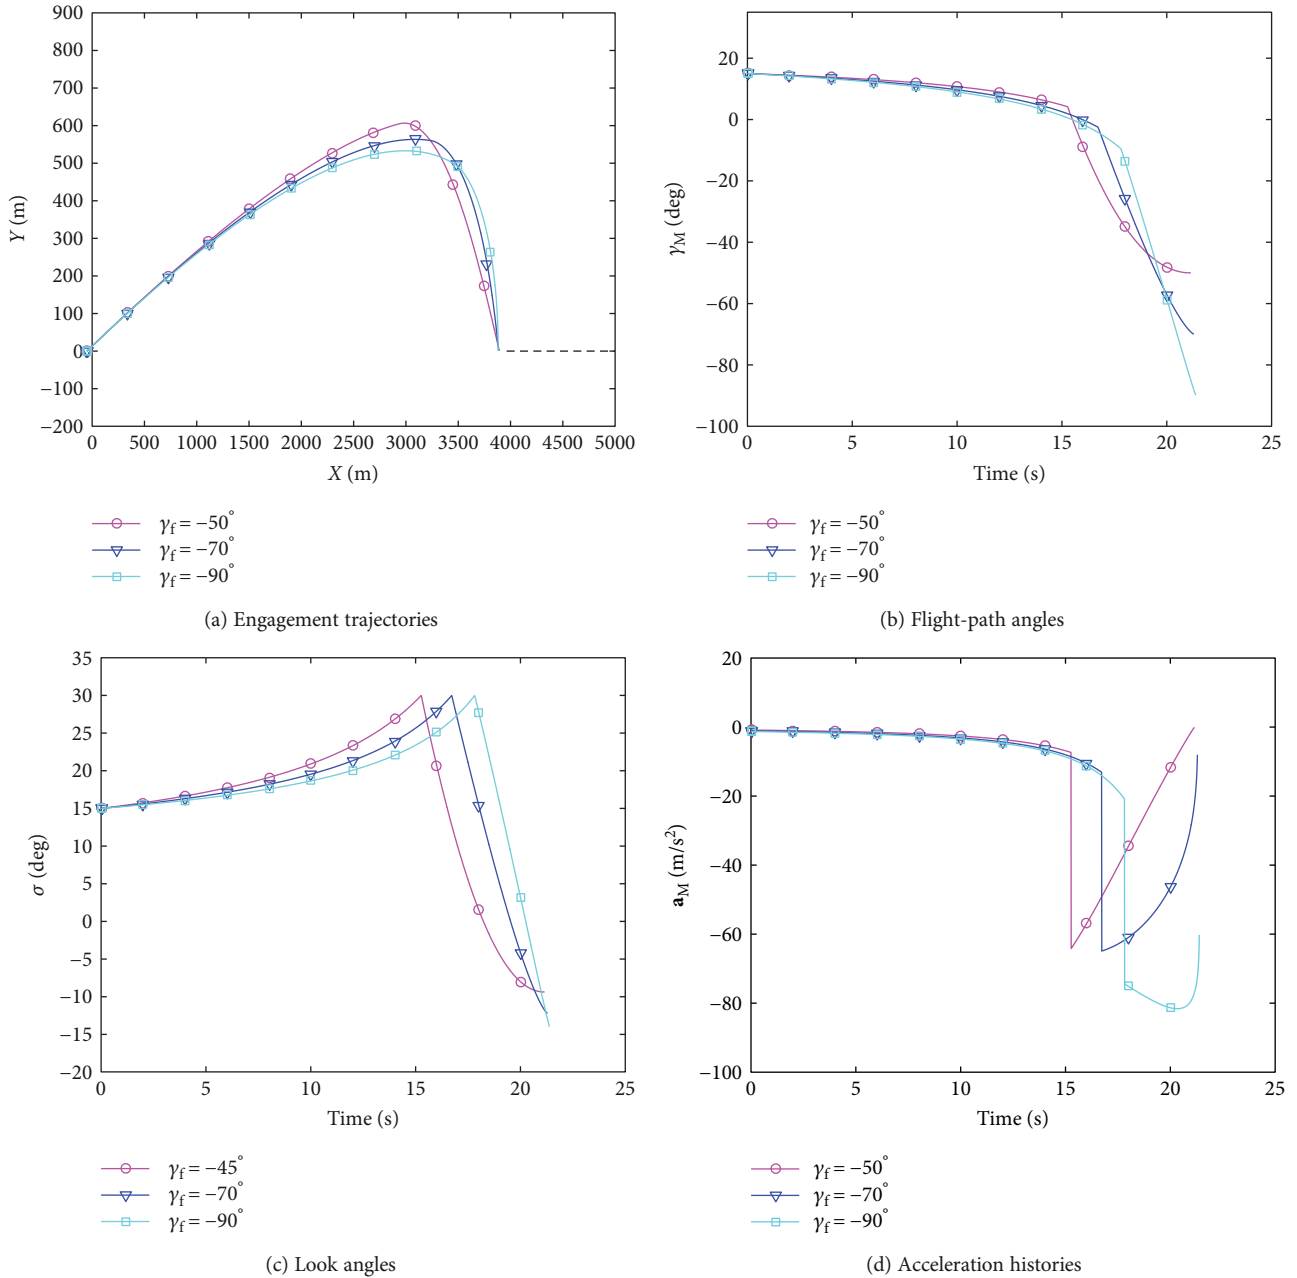 900
800
700
600
500
400
300
200
100
0
−100
−200
Y (m)
0 500 1000 1500 2000 2500 3000 3500 4000 4500 5000
X (m)
γf = −50°
γf = −70°
γf = −90°
(a) Engagement trajectories
20
0
−20
−40
−60
−80
−100
γM (deg)
0 5 10 15 20 25
Time (s)
γf = −50°
γf = −70°
γf = −90°
(b) Flight-path angles
35
30
25
20
15
10
5
0
−5
−10
−15
−20
σ (deg)
0 5 10 15 20 25
Time (s)
γf = −45°
γf = −70°
γf = −90°
(c) Look angles
20
0
−20
−40
−60
−80
−100
aM (m/s²)
0 5 10 15 20 25
Time (s)
γf = −50°
γf = −70°
γf = −90°
(d) Acceleration histories